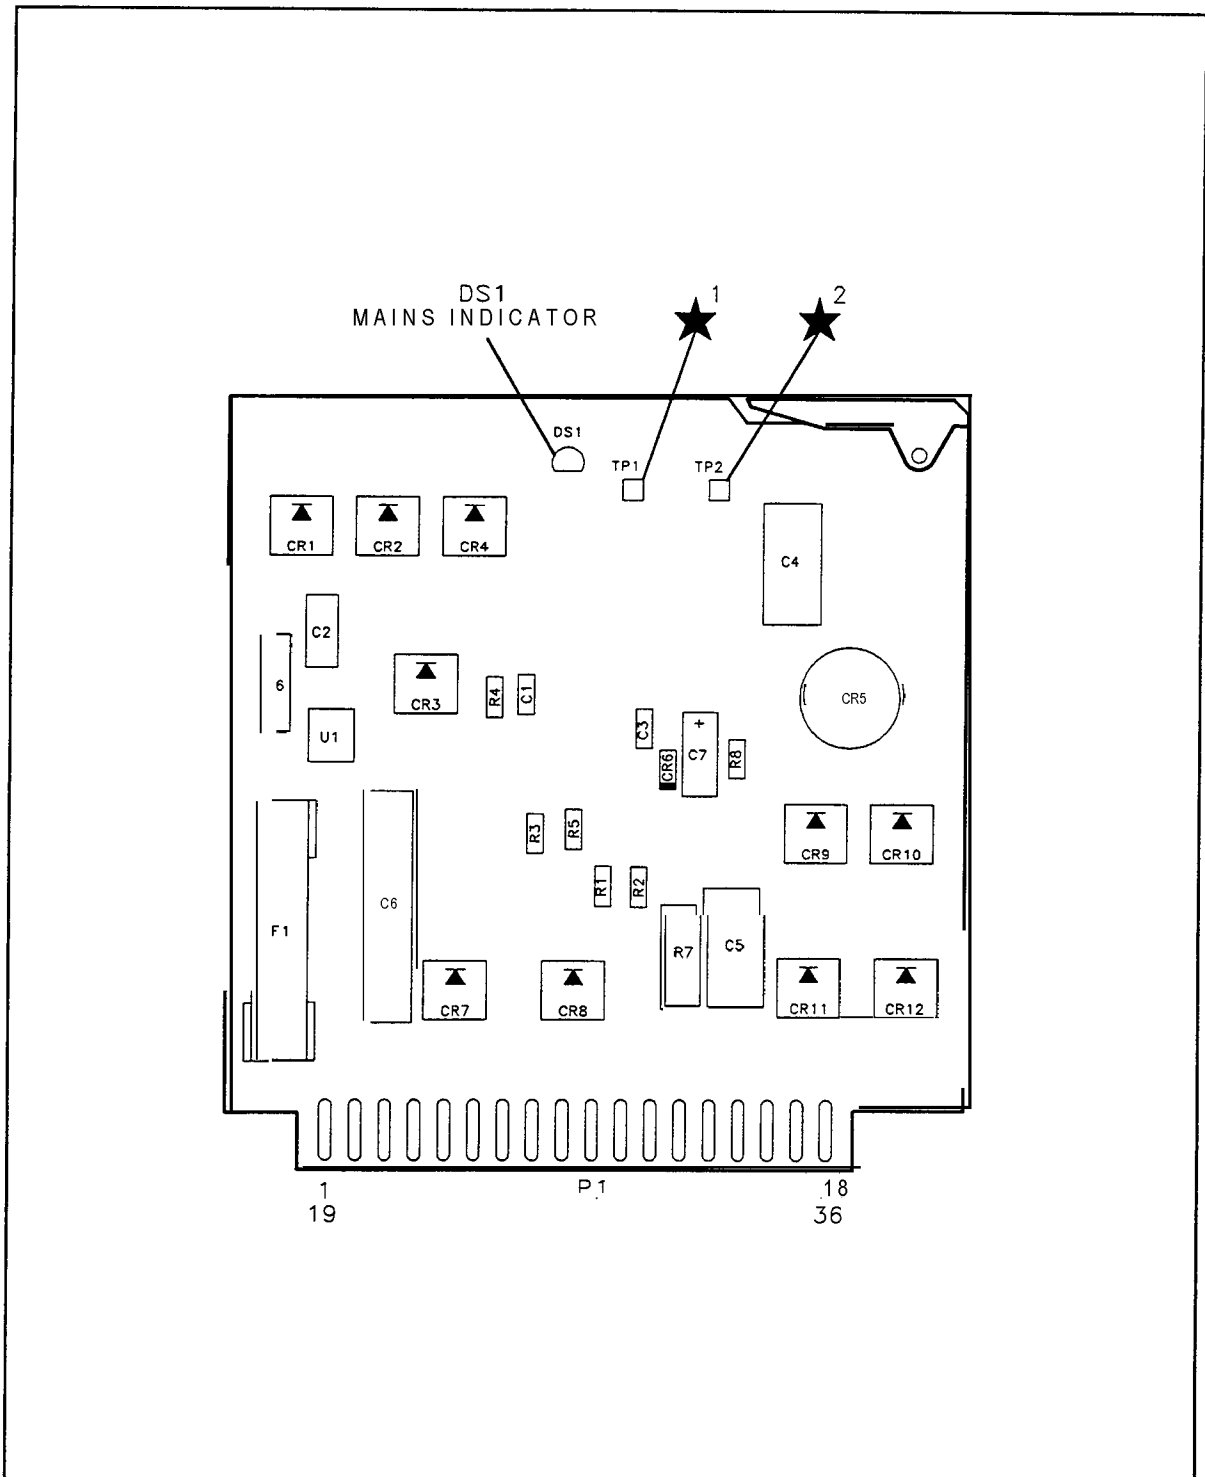 DS1
MAINS INDICATOR
1
2
DS1
TP1
TP2
CR1
CR2
CR4
C4
C2
6
CR3
R4
C1
CR5
U1
C3
CR6
+
C7
R8
R3
R5
CR9
CR10
R1
R2
F1
C6
R7
C5
CR7
CR8
CR11
CR12
1
P.1
.18
19
36